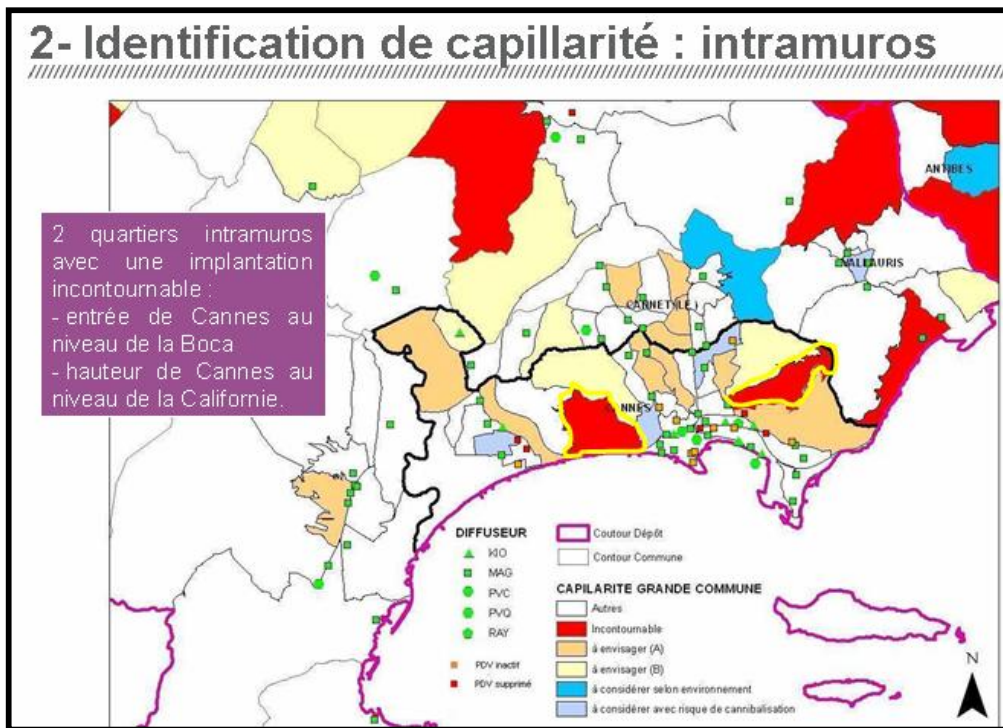 2- Identification de capillarité : intramuros
2 quartiers intramuros
avec une implantation
incontournable :
- entrée de Cannes au
niveau de la Boca
- hauteur de Cannes au
niveau de la Californie.
ANTIBES
VALLAURIS
CANNET(LE)
DIFFUSEUR
KIO
MAG
PVC
PVQ
RAY
PDV inactif
PDV supprimé
Coutour Dépôt
Contour Commune
CAPILARITE GRANDE COMMUNE
Autres
Incontournable
à envisager (A)
à envisager (B)
à considérer selon environnement
à considérer avec risque de cannibalisation
N